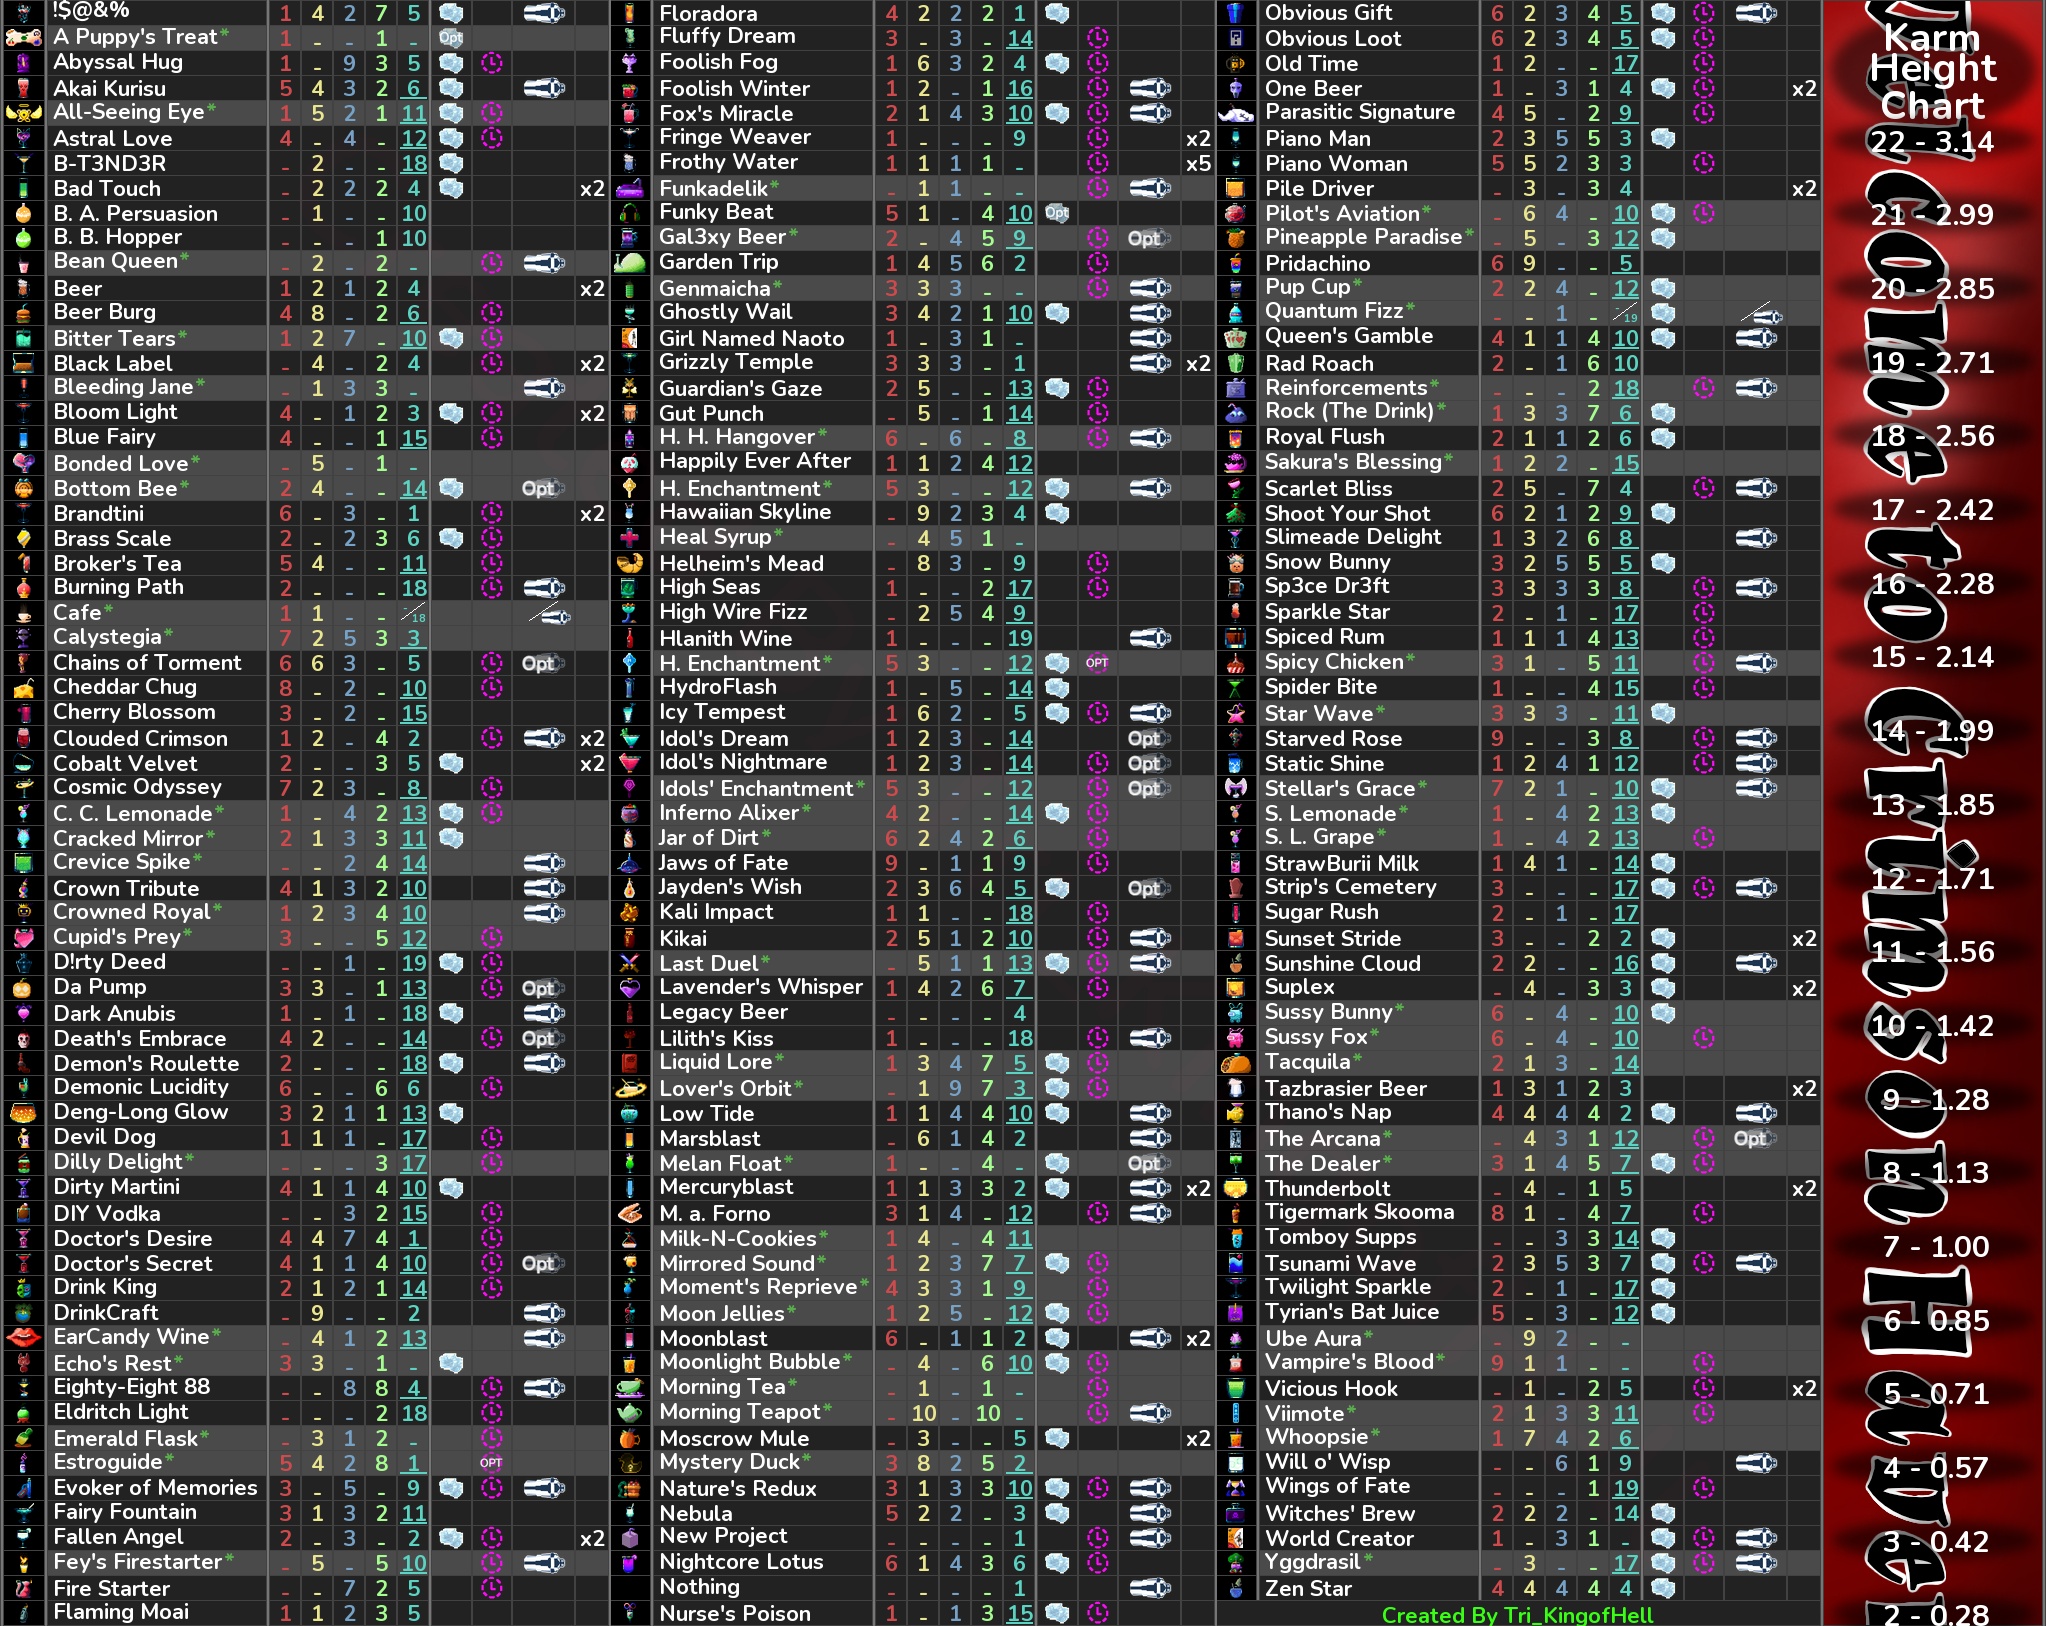 !$@&% 1 4 2 7 5
A Puppy's Treat* 1 - - 1 - Opt
Abyssal Hug 1 - 9 3 5
Akai Kurisu 5 4 3 2 6
All-Seeing Eye* 1 5 2 1 11
Astral Love 4 - 4 - 12
B-T3ND3R - 2 - - 18
Bad Touch - 2 2 2 4 x2
B. A. Persuasion - 1 - - 10
B. B. Hopper - - - 1 10
Bean Queen* - 2 - 2 -
Beer 1 2 1 2 4 x2
Beer Burg 4 8 - 2 6
Bitter Tears* 1 2 7 - 10
Black Label - 4 - 2 4 x2
Bleeding Jane* - 1 3 3 -
Bloom Light 4 - 1 2 3 x2
Blue Fairy 4 - - 1 15
Bonded Love* - 5 - 1 -
Bottom Bee* 2 4 - - 14 Opt
Brandtini 6 - 3 - 1 x2
Brass Scale 2 - 2 3 6
Broker's Tea 5 4 - - 11
Burning Path 2 - - - 18
Cafe* 1 1 - - -/18
Calystegia* 7 2 5 3 3
Chains of Torment 6 6 3 - 5 Opt
Cheddar Chug 8 - 2 - 10
Cherry Blossom 3 - 2 - 15
Clouded Crimson 1 2 - 4 2 x2
Cobalt Velvet 2 - - 3 5 x2
Cosmic Odyssey 7 2 3 - 8
C. C. Lemonade* 1 - 4 2 13
Cracked Mirror* 2 1 3 3 11
Crevice Spike* - - 2 4 14
Crown Tribute 4 1 3 2 10
Crowned Royal* 1 2 3 4 10
Cupid's Prey* 3 - - 5 12
D!rty Deed - - 1 - 19
Da Pump 3 3 - 1 13 Opt
Dark Anubis 1 - 1 - 18
Death's Embrace 4 2 - - 14 Opt
Demon's Roulette 2 - - - 18
Demonic Lucidity 6 - - 6 6
Deng-Long Glow 3 2 1 1 13
Devil Dog 1 1 1 - 17
Dilly Delight* - - - 3 17
Dirty Martini 4 1 1 4 10
DIY Vodka - - 3 2 15
Doctor's Desire 4 4 7 4 1
Doctor's Secret 4 1 1 4 10 Opt
Drink King 2 1 2 1 14
DrinkCraft - 9 - - 2
EarCandy Wine* - 4 1 2 13
Echo's Rest* 3 3 - 1 -
Eighty-Eight 88 - - 8 8 4
Eldritch Light - - - 2 18
Emerald Flask* - 3 1 2 -
Estroguide* 5 4 2 8 1 OPT
Evoker of Memories 3 - 5 - 9
Fairy Fountain 3 1 3 2 11
Fallen Angel 2 - 3 - 2 x2
Fey's Firestarter* - 5 - 5 10
Fire Starter - - 7 2 5
Flaming Moai 1 1 2 3 5
Floradora 4 2 2 2 1
Fluffy Dream 3 - 3 - 14
Foolish Fog 1 6 3 2 4
Foolish Winter 1 2 - 1 16
Fox's Miracle 2 1 4 3 10
Fringe Weaver 1 - - - 9 x2
Frothy Water 1 1 1 1 - x5
Funkadelik* - 1 1 - -
Funky Beat 5 1 - 4 10 Opt
Gal3xy Beer* 2 - 4 5 9 Opt
Garden Trip 1 4 5 6 2
Genmaicha* 3 3 3 - -
Ghostly Wail 3 4 2 1 10
Girl Named Naoto 1 - 3 1 -
Grizzly Temple 3 3 3 - 1 x2
Guardian's Gaze 2 5 - - 13
Gut Punch - 5 - 1 14
H. H. Hangover* 6 - 6 - 8
Happily Ever After 1 1 2 4 12
H. Enchantment* 5 3 - - 12
Hawaiian Skyline - 9 2 3 4
Heal Syrup* - 4 5 1 -
Helheim's Mead - 8 3 - 9
High Seas 1 - - 2 17
High Wire Fizz - 2 5 4 9
Hlanith Wine 1 - - - 19
H. Enchantment* 5 3 - - 12 OPT
HydroFlash 1 - 5 - 14
Icy Tempest 1 6 2 - 5
Idol's Dream 1 2 3 - 14 Opt
Idol's Nightmare 1 2 3 - 14 Opt
Idols' Enchantment* 5 3 - - 12 Opt
Inferno Alixer* 4 2 - - 14
Jar of Dirt* 6 2 4 2 6
Jaws of Fate 9 - 1 1 9
Jayden's Wish 2 3 6 4 5 Opt
Kali Impact 1 1 - - 18
Kikai 2 5 1 2 10
Last Duel* - 5 1 1 13
Lavender's Whisper 1 4 2 6 7
Legacy Beer - - - - 4
Lilith's Kiss 1 - - - 18
Liquid Lore* 1 3 4 7 5
Lover's Orbit* - 1 9 7 3
Low Tide 1 1 4 4 10
Marsblast - 6 1 4 2
Melan Float* 1 - - 4 - Opt
Mercuryblast 1 1 3 3 2 x2
M. a. Forno 3 1 4 - 12
Milk-N-Cookies* 1 4 - 4 11
Mirrored Sound* 1 2 3 7 7
Moment's Reprieve* 4 3 3 1 9
Moon Jellies* 1 2 5 - 12
Moonblast 6 - 1 1 2 x2
Moonlight Bubble* - 4 - 6 10
Morning Tea* - 1 - 1 -
Morning Teapot* - 10 - 10 -
Moscrow Mule - 3 - - 5 x2
Mystery Duck* 3 8 2 5 2
Nature's Redux 3 1 3 3 10
Nebula 5 2 2 - 3
New Project - - - - 1
Nightcore Lotus 6 1 4 3 6
Nothing - - - - 1
Nurse's Poison 1 - 1 3 15
Obvious Gift 6 2 3 4 5
Obvious Loot 6 2 3 4 5
Old Time 1 2 - - 17
One Beer 1 - 3 1 4 x2
Parasitic Signature 4 5 - 2 9
Piano Man 2 3 5 5 3
Piano Woman 5 5 2 3 3
Pile Driver - 3 - 3 4 x2
Pilot's Aviation* - 6 4 - 10
Pineapple Paradise* - 5 - 3 12
Pridachino 6 9 - - 5
Pup Cup* 2 2 4 - 12
Quantum Fizz* - - 1 - -/19
Queen's Gamble 4 1 1 4 10
Rad Roach 2 - 1 6 10
Reinforcements* - - - 2 18
Rock (The Drink)* 1 3 3 7 6
Royal Flush 2 1 1 2 6
Sakura's Blessing* 1 2 2 - 15
Scarlet Bliss 2 5 - 7 4
Shoot Your Shot 6 2 1 2 9
Slimeade Delight 1 3 2 6 8
Snow Bunny 3 2 5 5 5
Sp3ce Dr3ft 3 3 3 3 8
Sparkle Star 2 - 1 - 17
Spiced Rum 1 1 1 4 13
Spicy Chicken* 3 1 - 5 11
Spider Bite 1 - - 4 15
Star Wave* 3 3 3 - 11
Starved Rose 9 - - 3 8
Static Shine 1 2 4 1 12
Stellar's Grace* 7 2 1 - 10
S. Lemonade* 1 - 4 2 13
S. L. Grape* 1 - 4 2 13
StrawBurii Milk 1 4 1 - 14
Strip's Cemetery 3 - - - 17
Sugar Rush 2 - 1 - 17
Sunset Stride 3 - - 2 2 x2
Sunshine Cloud 2 2 - - 16
Suplex - 4 - 3 3 x2
Sussy Bunny* 6 - 4 - 10
Sussy Fox* 6 - 4 - 10
Tacquila* 2 1 3 - 14
Tazbrasier Beer 1 3 1 2 3 x2
Thano's Nap 4 4 4 4 2
The Arcana* - 4 3 1 12 Opt
The Dealer* 3 1 4 5 7
Thunderbolt - 4 - 1 5 x2
Tigermark Skooma 8 1 - 4 7
Tomboy Supps - - 3 3 14
Tsunami Wave 2 3 5 3 7
Twilight Sparkle 2 - 1 - 17
Tyrian's Bat Juice 5 - 3 - 12
Ube Aura* - 9 2 - -
Vampire's Blood* 9 1 1 - -
Vicious Hook - 1 - 2 5 x2
Viimote* 2 1 3 3 11
Whoopsie* 1 7 4 2 6
Will o' Wisp - - 6 1 9
Wings of Fate - - - 1 19
Witches' Brew 2 2 2 - 14
World Creator 1 - 3 1 -
Yggdrasil* - 3 - - 17
Zen Star 4 4 4 4 4
Created By Tri_KingofHell
Karm
Height
Chart
22 - 3.14
21 - 2.99
20 - 2.85
19 - 2.71
18 - 2.56
17 - 2.42
16 - 2.28
15 - 2.14
14 - 1.99
13 - 1.85
12 - 1.71
11 - 1.56
10 - 1.42
9 - 1.28
8 - 1.13
7 - 1.00
6 - 0.85
5 - 0.71
4 - 0.57
3 - 0.42
2 - 0.28